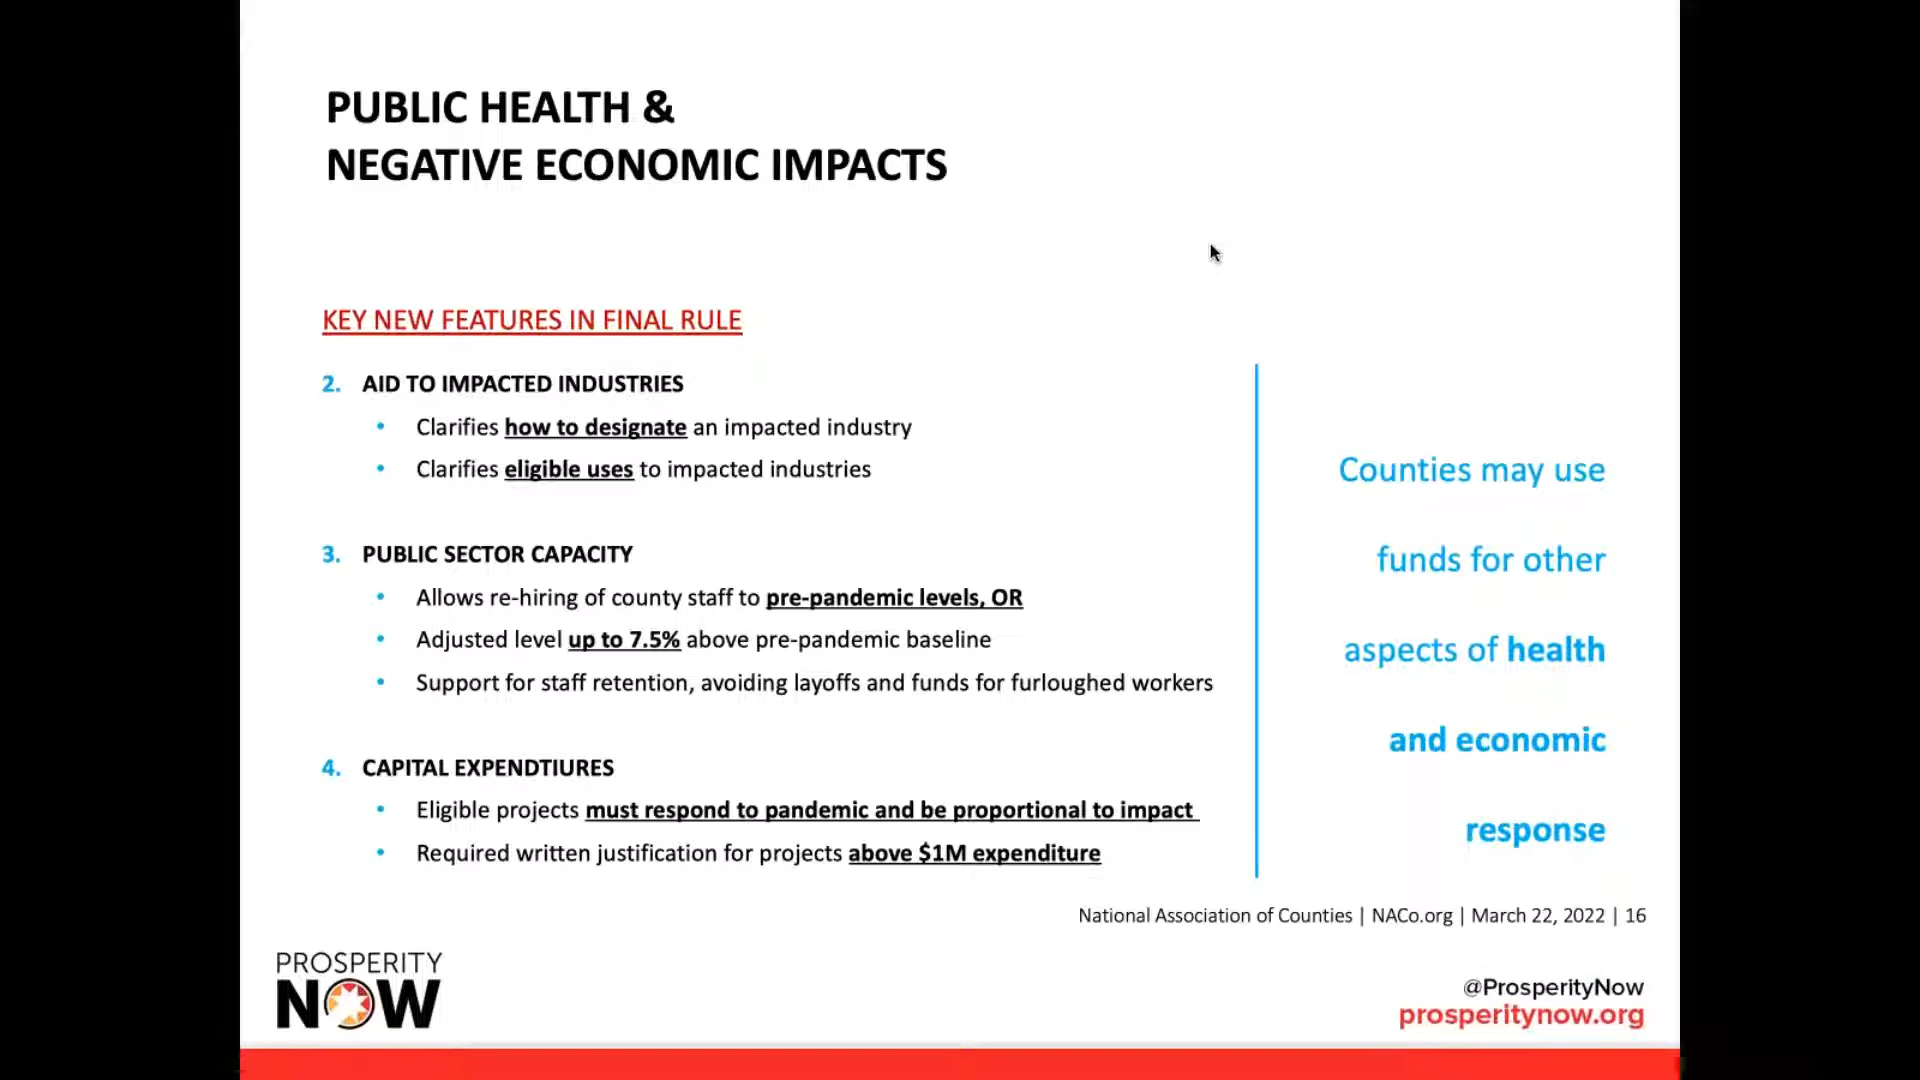 PUBLIC HEALTH &
NEGATIVE ECONOMIC IMPACTS
KEY NEW FEATURES IN FINAL RULE
2. AID TO IMPACTED INDUSTRIES
• Clarifies how to designate an impacted industry
• Clarifies eligible uses to impacted industries
3. PUBLIC SECTOR CAPACITY
• Allows re-hiring of county staff to pre-pandemic levels, OR
• Adjusted level up to 7.5% above pre-pandemic baseline
• Support for staff retention, avoiding layoffs and funds for furloughed workers
4. CAPITAL EXPENDTIURES
• Eligible projects must respond to pandemic and be proportional to impact
• Required written justification for projects above $1M expenditure
Counties may use
funds for other
aspects of health
and economic
response
National Association of Counties | NACo.org | March 22, 2022 | 16
PROSPERITY
NOW
@ProsperityNow
prosperitynow.org